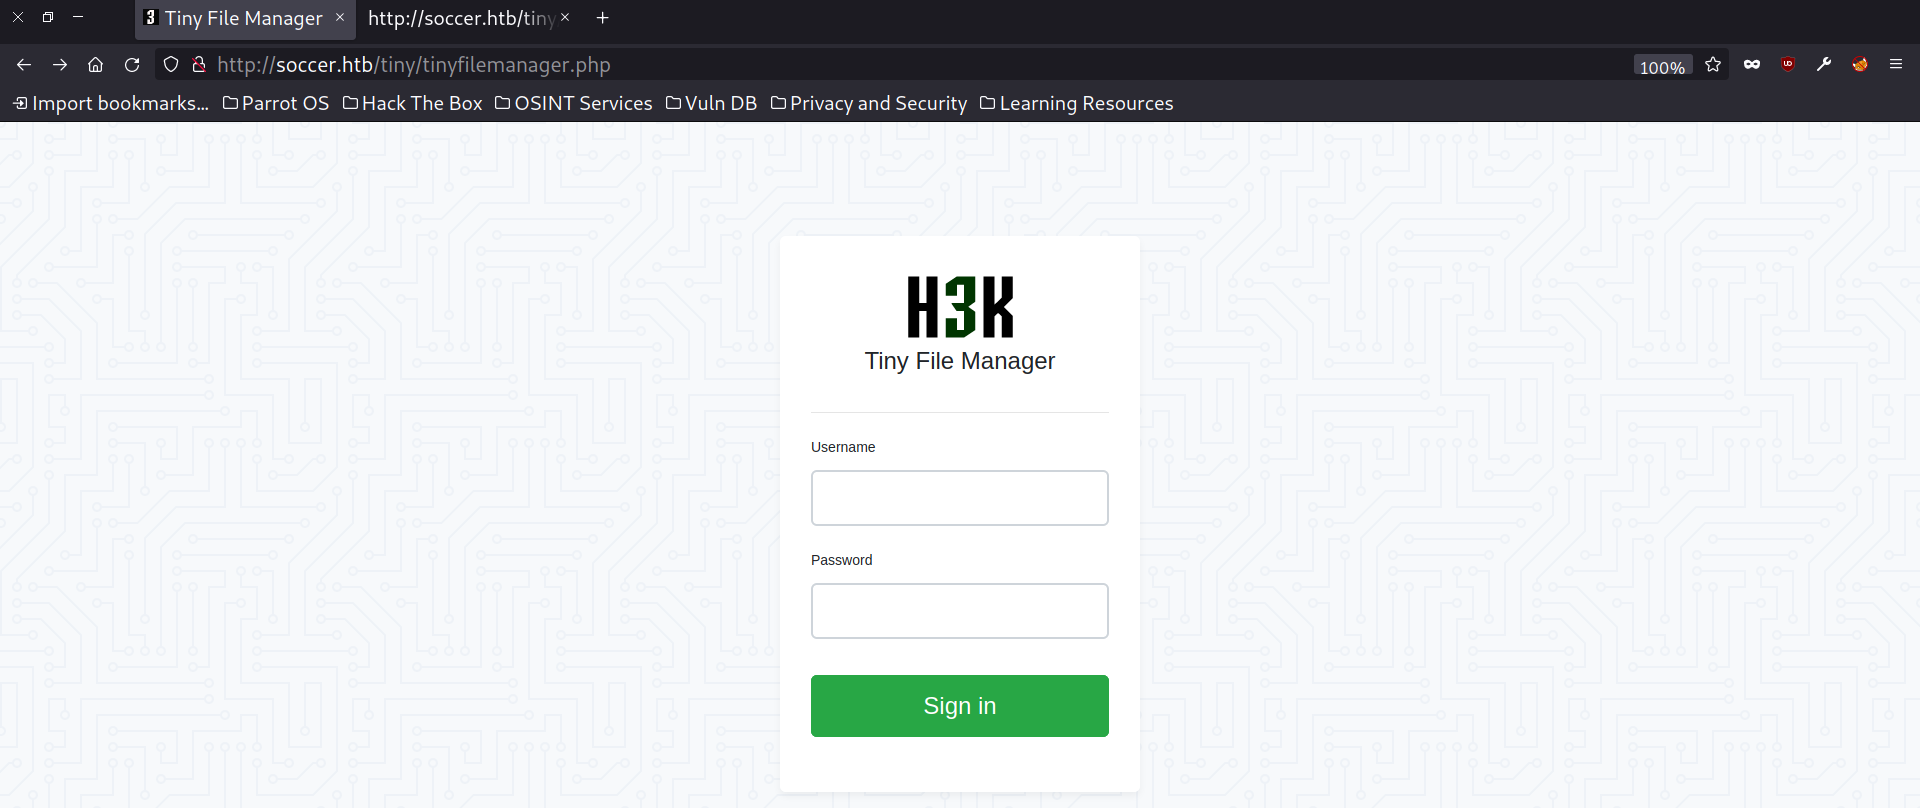 Tiny File Manager
http://soccer.htb/tiny
http://soccer.htb/tiny/tinyfilemanager.php 100%
Import bookmarks... Parrot OS Hack The Box OSINT Services Vuln DB Privacy and Security Learning Resources
H3K
Tiny File Manager
Username
Password
Sign in